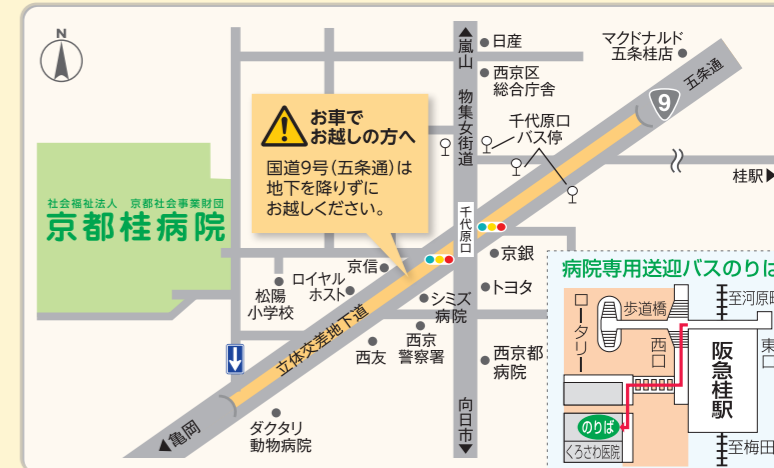 N
嵐山
日産
西京区
総合庁舎
マクドナルド
五条桂店
五条通
9
物集女街道
千代原口
バス停
お車で
お越しの方へ
国道9号(五条通)は
地下を降りずに
お越しください。
桂駅
社会福祉法人 京都社会事業財団
京都桂病院
千代原口
京銀
トヨタ
京信
ロイヤル
ホスト
松陽
小学校
シミズ
病院
西京
警察署
西友
西京都
病院
立体交差地下道
向日市
亀岡
ダクタリ
動物病院
病院専用送迎バスのりは
至河原町
歩道橋
ロータリー
西口
東口
阪急桂駅
のりば
くろさわ医院
至梅田